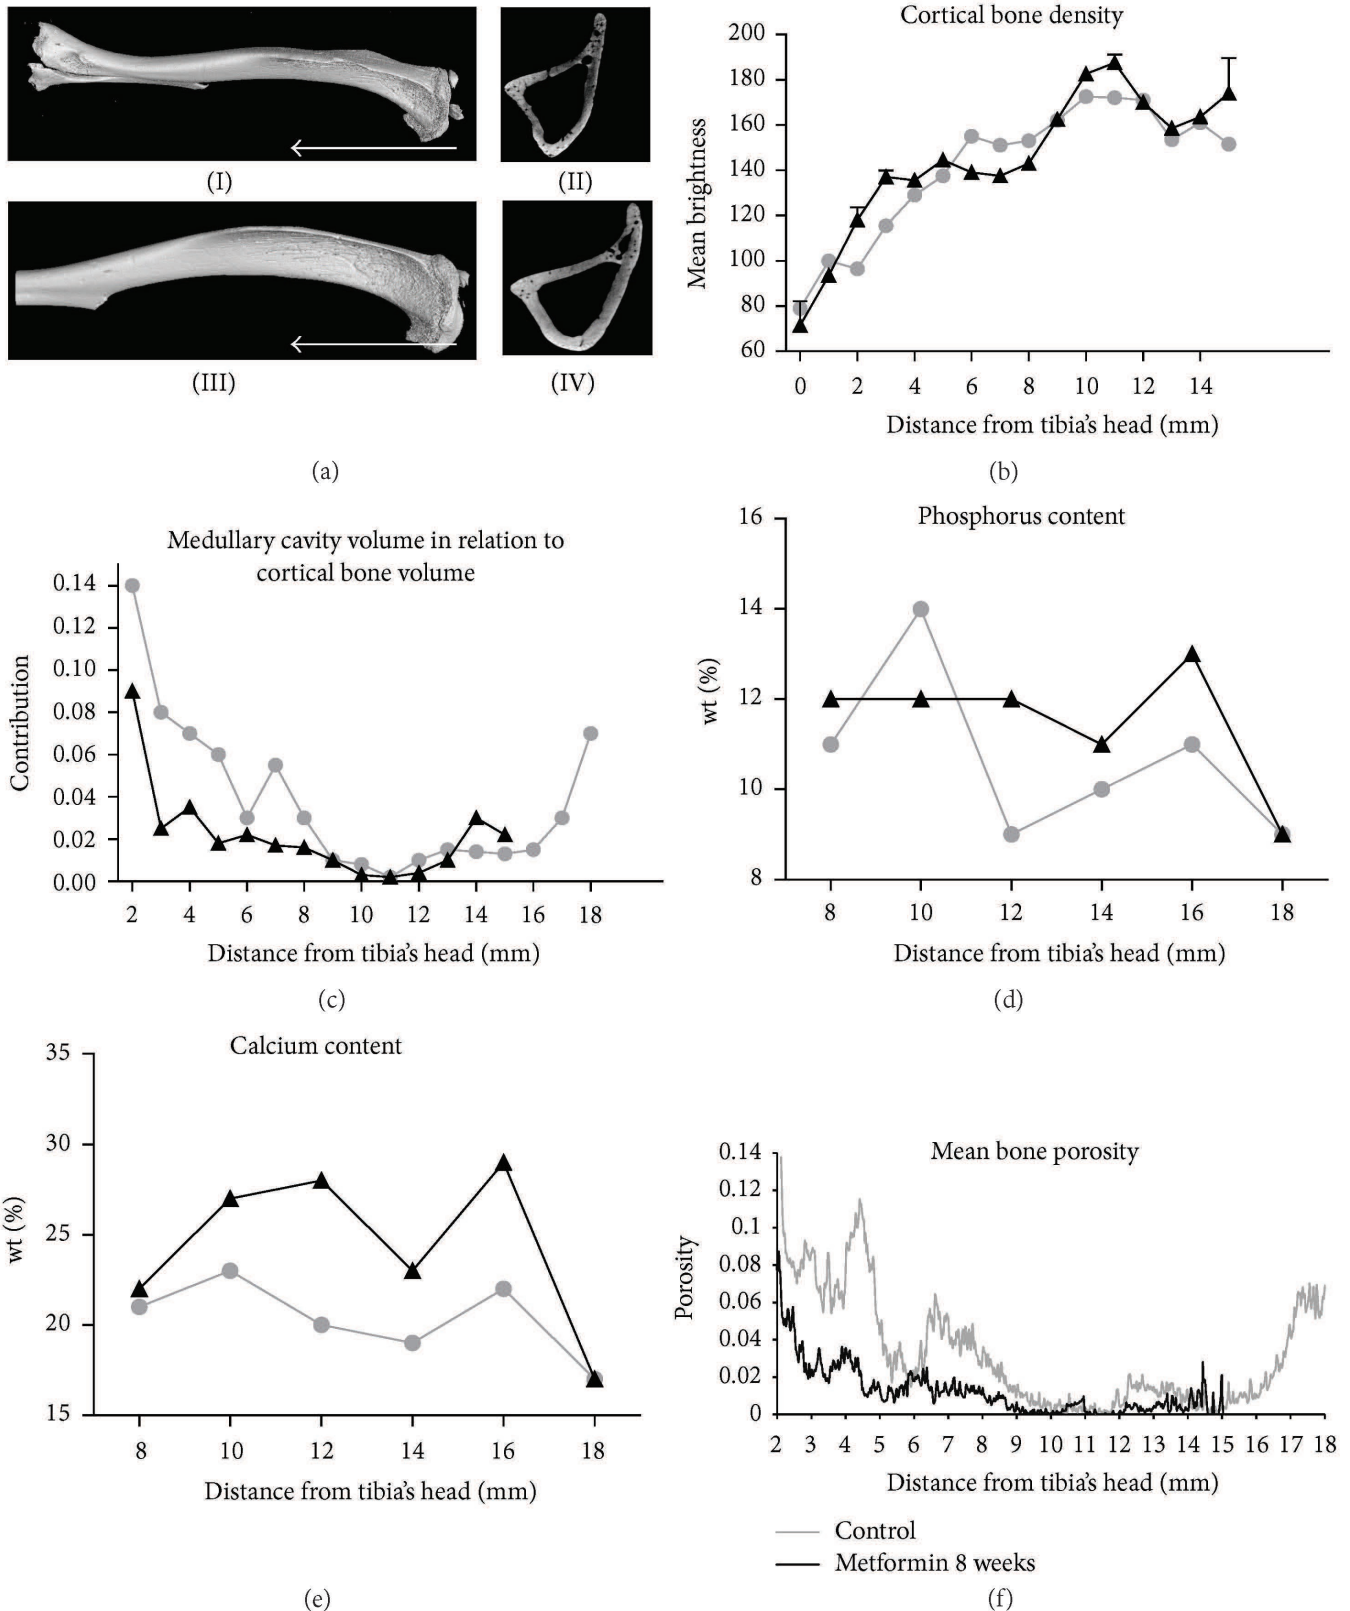 (I)
(II)
(III)
(IV)
(a)
Cortical bone density
Mean brightness
200
180
160
140
120
100
80
60
0 2 4 6 8 10 12 14
Distance from tibia's head (mm)
(b)
Medullary cavity volume in relation to
cortical bone volume
Contribution
0.14
0.12
0.10
0.08
0.06
0.04
0.02
0.00
2 4 6 8 10 12 14 16 18
Distance from tibia's head (mm)
(c)
Phosphorus content
wt (%)
16
14
12
10
8
8 10 12 14 16 18
Distance from tibia's head (mm)
(d)
Calcium content
wt (%)
35
30
25
20
15
8 10 12 14 16 18
Distance from tibia's head (mm)
(e)
Mean bone porosity
Porosity
0.14
0.12
0.1
0.08
0.06
0.04
0.02
0
2 3 4 5 6 7 8 9 10 11 12 13 14 15 16 17 18
Distance from tibia's head (mm)
Control
Metformin 8 weeks
(f)